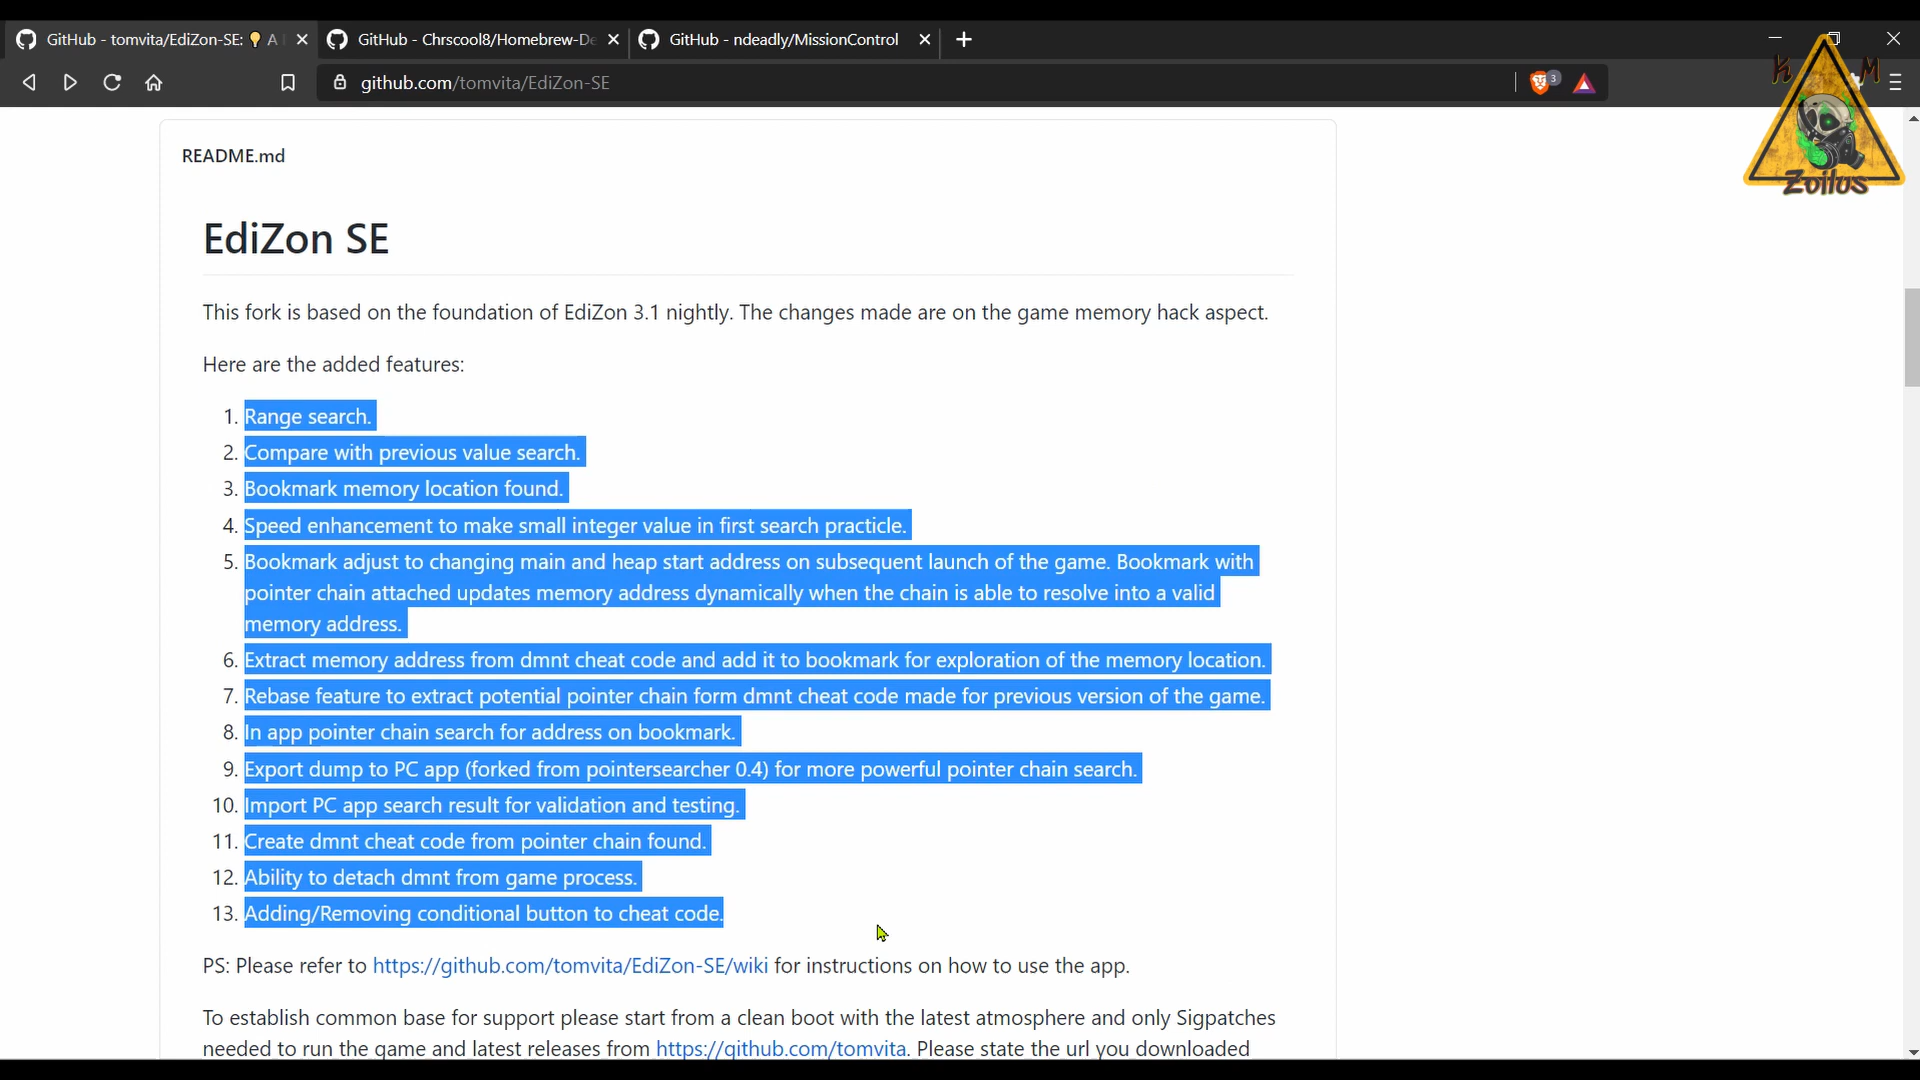 GitHub - tomvita/EdiZon-SE: 💡 A
GitHub - Chrscool8/Homebrew-De
GitHub - ndeadly/MissionControl
github.com/tomvita/EdiZon-SE
3
K M
Zoilus
README.md
EdiZon SE
This fork is based on the foundation of EdiZon 3.1 nightly. The changes made are on the game memory hack aspect.
Here are the added features:
1. Range search.
2. Compare with previous value search.
3. Bookmark memory location found.
4. Speed enhancement to make small integer value in first search practicle.
5. Bookmark adjust to changing main and heap start address on subsequent launch of the game. Bookmark with
pointer chain attached updates memory address dynamically when the chain is able to resolve into a valid
memory address.
6. Extract memory address from dmnt cheat code and add it to bookmark for exploration of the memory location.
7. Rebase feature to extract potential pointer chain form dmnt cheat code made for previous version of the game.
8. In app pointer chain search for address on bookmark.
9. Export dump to PC app (forked from pointersearcher 0.4) for more powerful pointer chain search.
10. Import PC app search result for validation and testing.
11. Create dmnt cheat code from pointer chain found.
12. Ability to detach dmnt from game process.
13. Adding/Removing conditional button to cheat code.
PS: Please refer to https://github.com/tomvita/EdiZon-SE/wiki for instructions on how to use the app.
To establish common base for support please start from a clean boot with the latest atmosphere and only Sigpatches
needed to run the game and latest releases from https://github.com/tomvita. Please state the url you downloaded